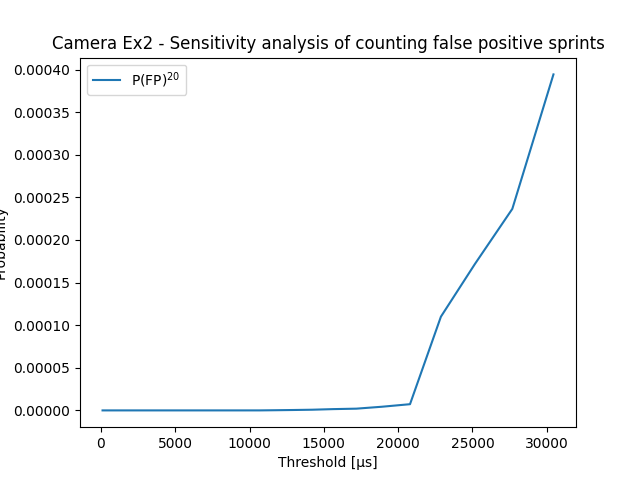 Camera Ex2 - Sensitivity analysis of counting false positive sprints
P(FP)²⁰
0.00040
0.00035
0.00030
0.00025
0.00020
0.00015
0.00010
0.00005
0.00000
Probability
0 5000 10000 15000 20000 25000 30000
Threshold [µs]